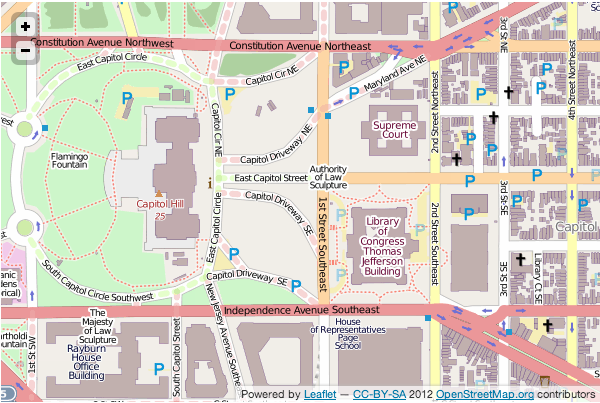 +
−
Constitution Avenue Northwest
Constitution Avenue Northeast
East Capitol Circle
Capitol Cir NE
Maryland Ave NE
3rd St NE
2nd Street Northeast
4th Street Northeast
P
P
P
P
P
P
P
P
Capitol Cir NE
Capitol Driveway NE
Supreme
Court
Flamingo
Fountain
East Capitol Street
Authority
of Law
Sculpture
P
P
Capitol Hill
25
i
Capitol Driveway SE
East Capitol Circle
1st Street Southeast
P
P
P
Library
of
Congress
Thomas
Jefferson
Building
2nd Street Southeast
3rd St SE
Capitol
P
P
South Capitol Circle Southwest
Capitol Driveway SE
3rd St SE
Library Ct SE
4th Street Southeast
Independence Avenue Southeast
The
Majesty
of Law
Sculpture
Rayburn
House
Office
Building
P
1st St SW
South Capitol Street
New Jersey Avenue Southe
House
of Representatives
Page
School
P
Powered by Leaflet — CC-BY-SA 2012 OpenStreetMap.org contributors